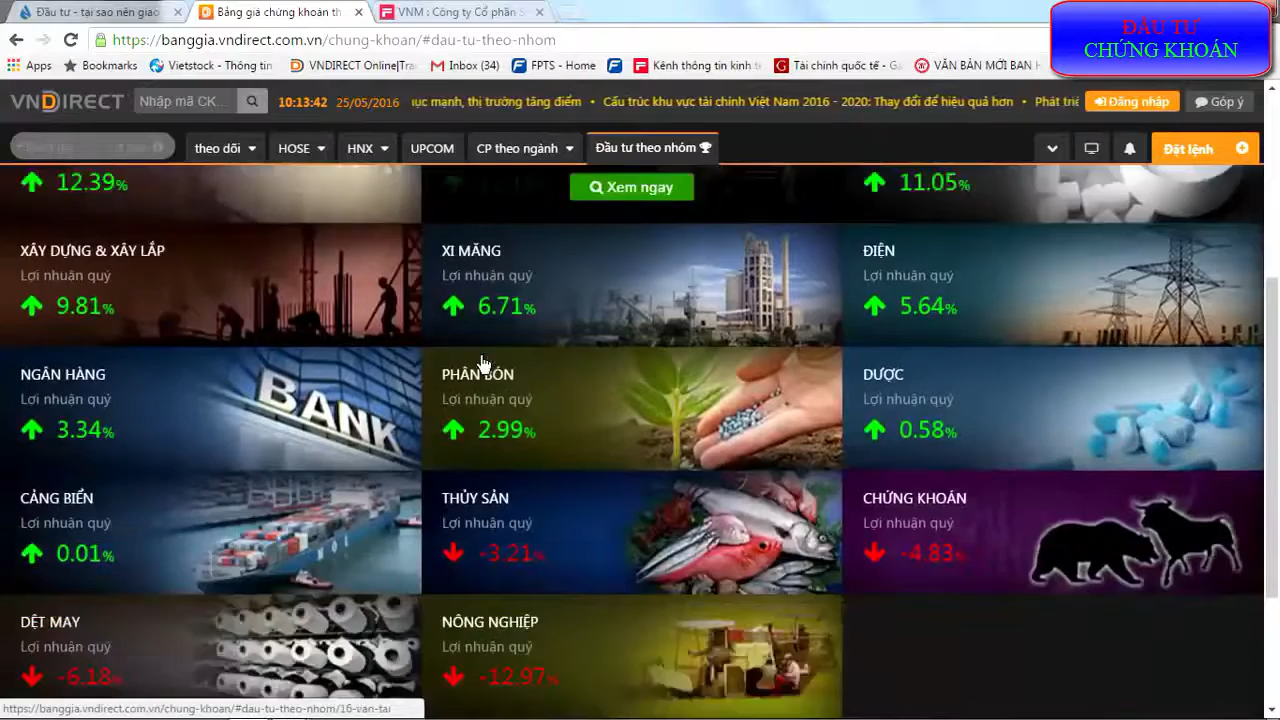 Đầu tư - tại sao nên giao
Bảng giá chứng khoán th
VNM : Công ty Cổ phần S
ĐẦU TƯ
CHỨNG KHOÁN
https://banggia.vndirect.com.vn/chung-khoan/#dau-tu-theo-nhom
Apps
Bookmarks
Vietstock - Thông tin
VNDIRECT Online|Tra
Inbox (34)
FPTS - Home
Kênh thông tin kinh t
Tài chính quốc tế - G
VĂN BẢN MỚI BAN H
VNDIRECT
Nhập mã CK...
10:13:42
25/05/2016
ục mạnh, thị trường tăng điểm • Cấu trúc khu vực tài chính Việt Nam 2016 - 2020: Thay đổi để hiệu quả hơn • Phát triể
Đăng nhập
Góp ý
theo dõi
HOSE
HNX
UPCOM
CP theo ngành
Đầu tư theo nhóm
Đặt lệnh
12.39%
Xem ngay
11.05%
XÂY DỰNG & XÂY LẮP
Lợi nhuận quý
9.81%
XI MĂNG
Lợi nhuận quý
6.71%
ĐIỆN
Lợi nhuận quý
5.64%
NGÂN HÀNG
Lợi nhuận quý
3.34%
BANK
PHÂN BÓN
Lợi nhuận quý
2.99%
DƯỢC
Lợi nhuận quý
0.58%
CẢNG BIỂN
Lợi nhuận quý
0.01%
THỦY SẢN
Lợi nhuận quý
-3.21%
CHỨNG KHOÁN
Lợi nhuận quý
-4.83%
DỆT MAY
Lợi nhuận quý
-6.18%
NÔNG NGHIỆP
Lợi nhuận quý
-12.97%
https://banggia.vndirect.com.vn/chung-khoan/#dau-tu-theo-nhom/16-van-tai